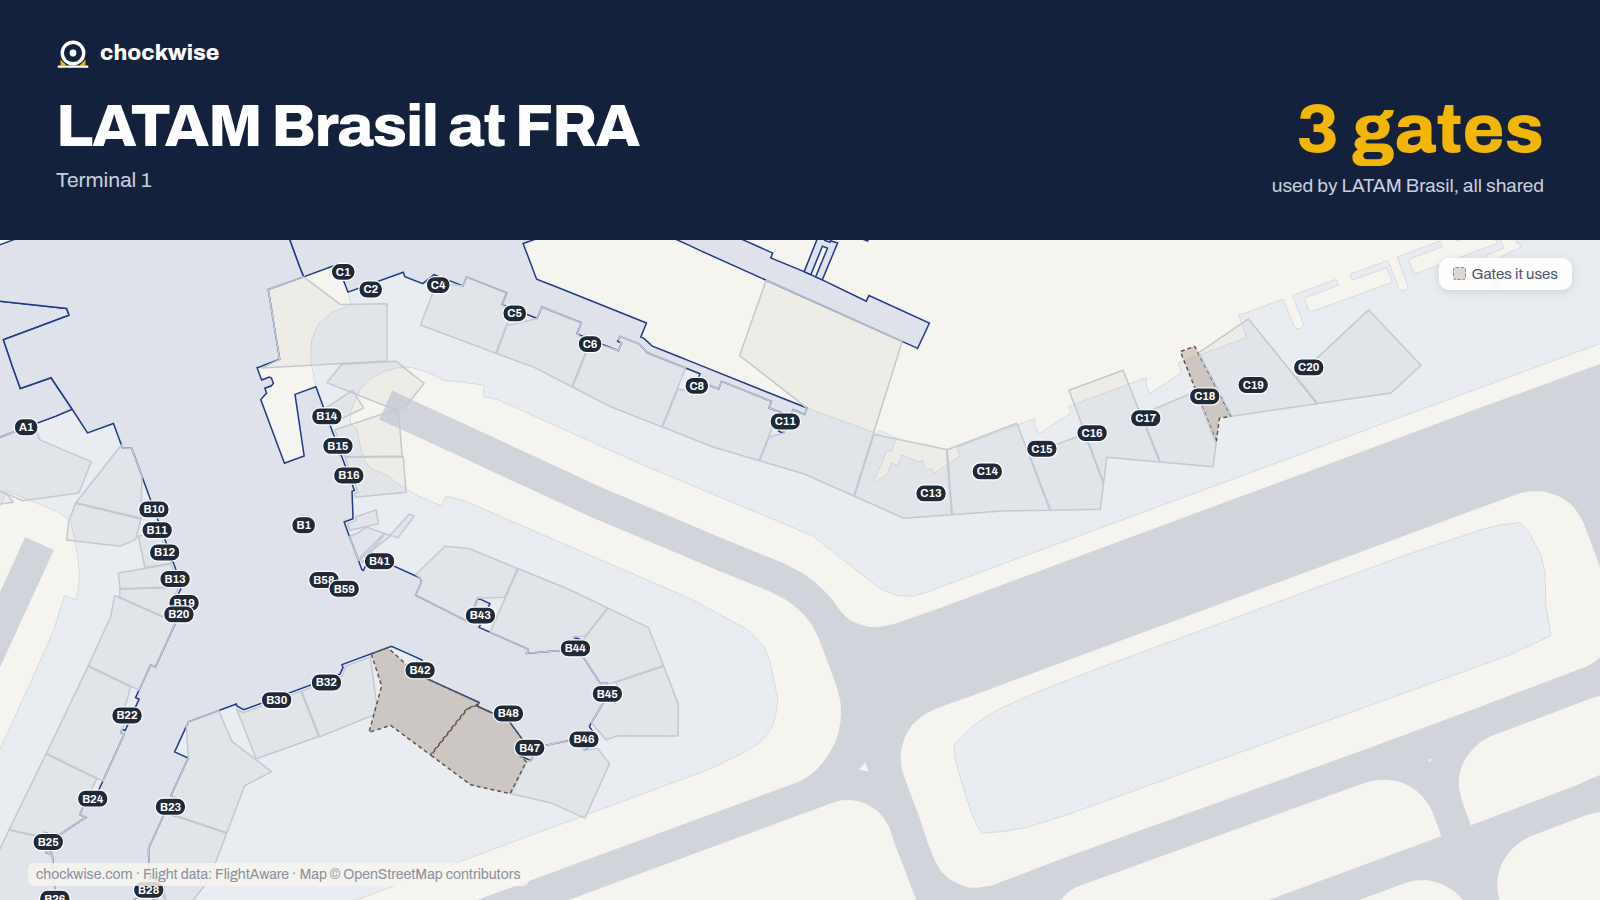 chockwise
LATAM Brasil at FRA
Terminal 1
3 gates
used by LATAM Brasil, all shared
Gates it uses
C1
C2
C4
C5
C6
C8
C11
C13
C14
C15
C16
C17
C18
C19
C20
A1
B14
B15
B16
B10
B11
B12
B13
B19
B20
B1
B41
B58
B59
B43
B44
B42
B32
B30
B45
B48
B46
B47
B22
B24
B23
B25
B28
B26
chockwise.com · Flight data: FlightAware · Map © OpenStreetMap contributors